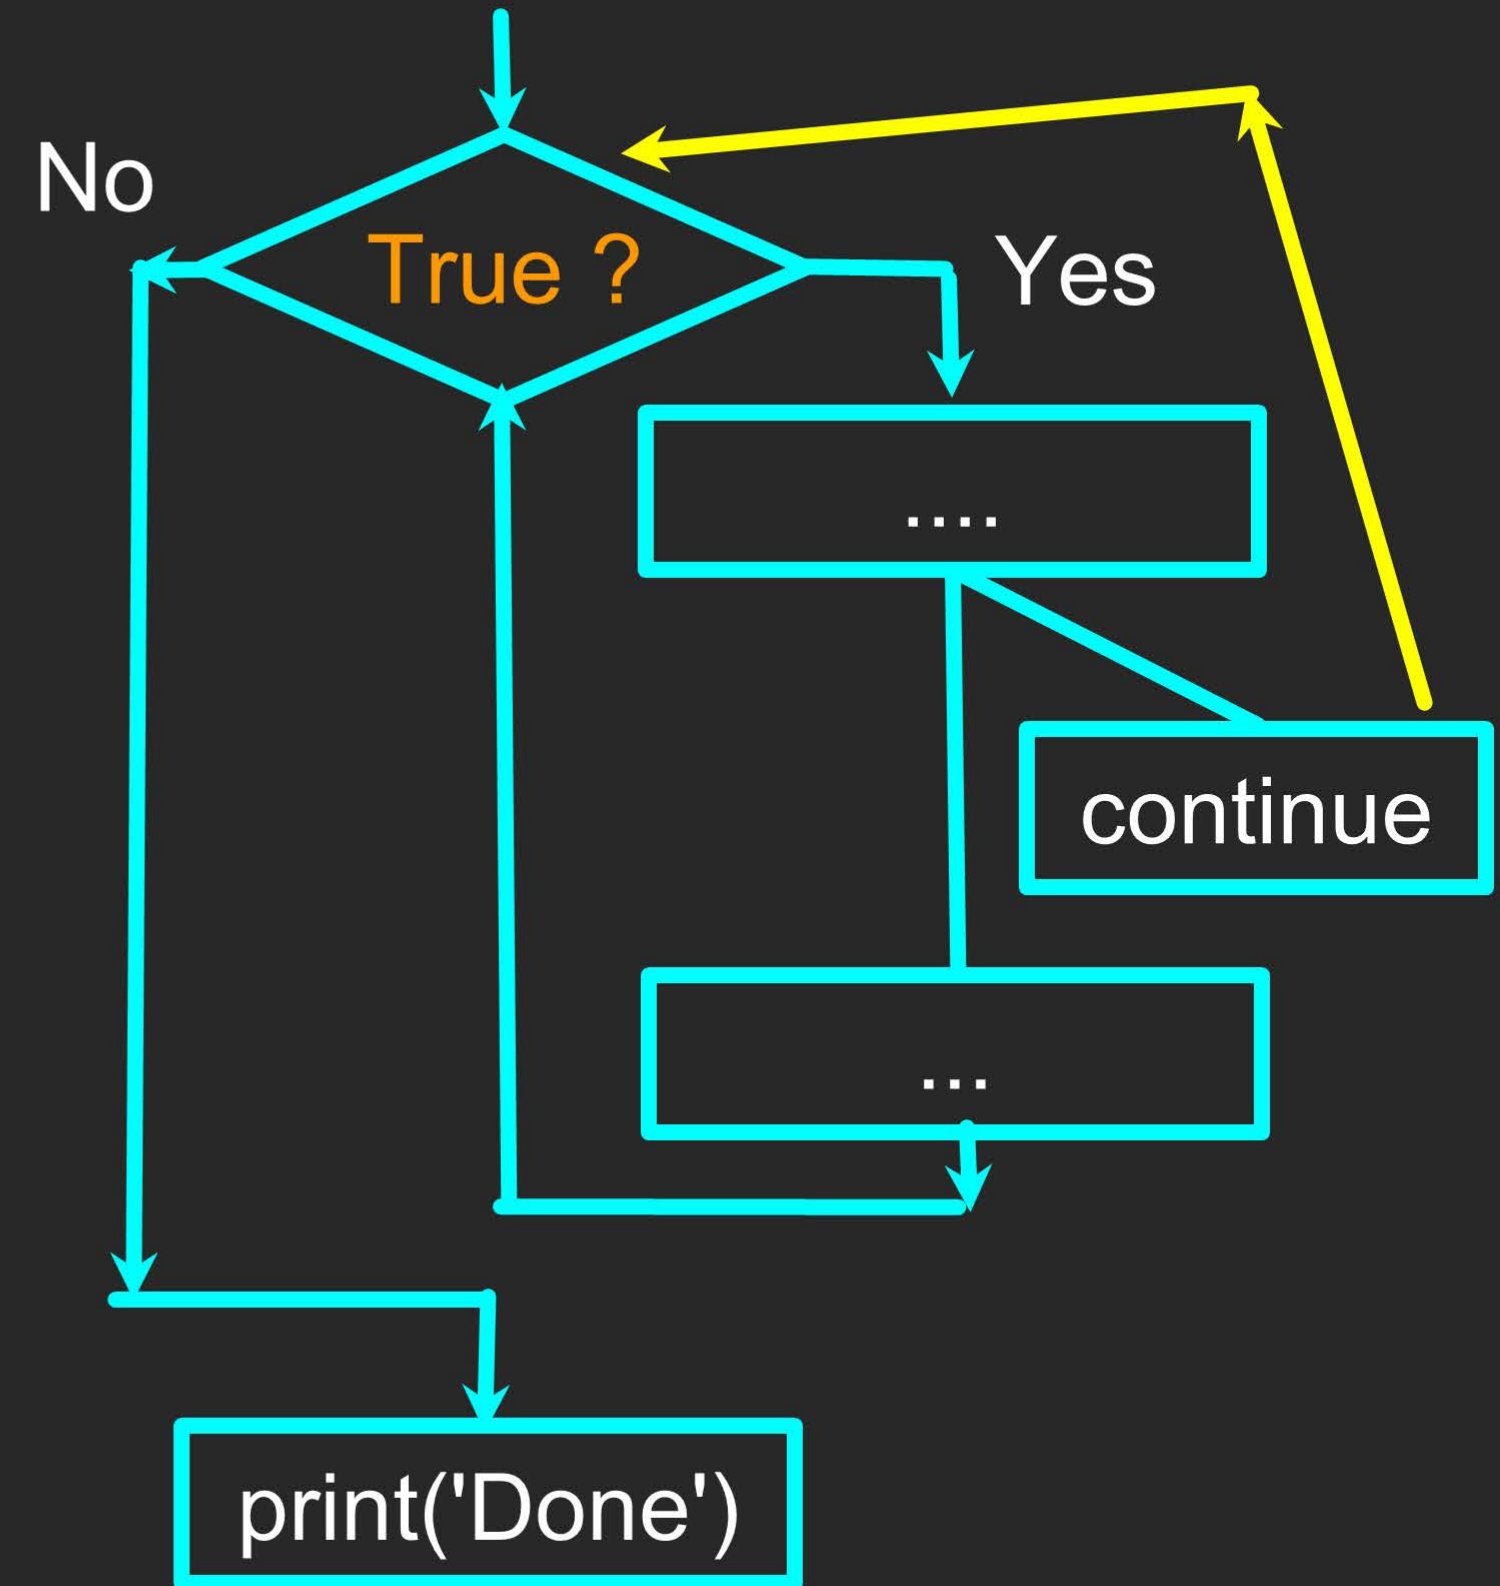 No
True ?
Yes
....
continue
...
print('Done')